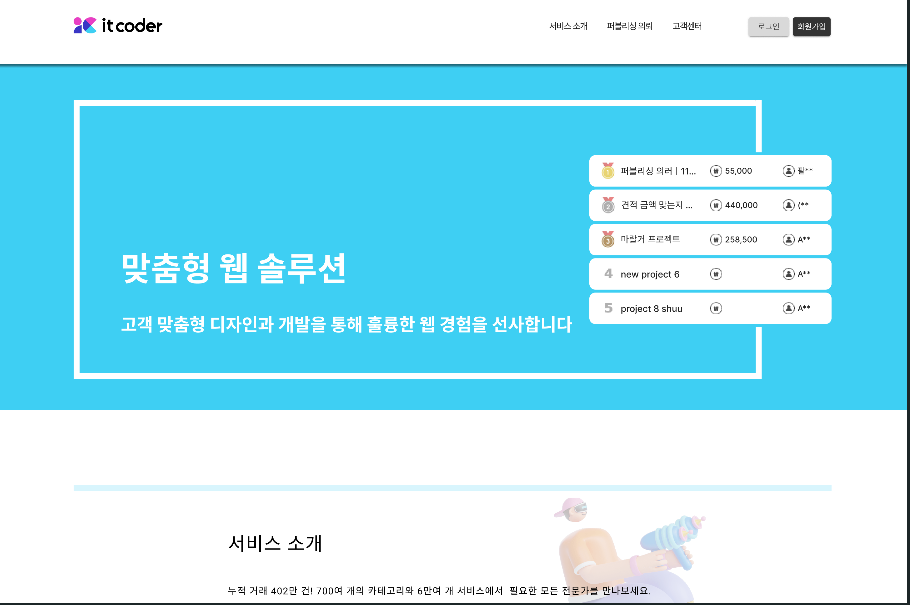 it coder
서비스 소개 퍼블리싱 의뢰 고객센터 로그인 회원가입
맞춤형 웹 솔루션
고객 맞춤형 디자인과 개발을 통해 훌륭한 웹 경험을 선사합니다
1 퍼블리싱 의뢰 | 11... ₩ 55,000 필**
2 견적 금액 맞는지 ... ₩ 440,000 (**
3 마랄거 프로젝트 ₩ 258,500 A**
4 new project 6 ₩ A**
5 project 8 shuu ₩ A**
서비스 소개
누적 거래 402만 건! 700여 개의 카테고리와 6만여 개 서비스에서 필요한 모든 전문가를 만나보세요.